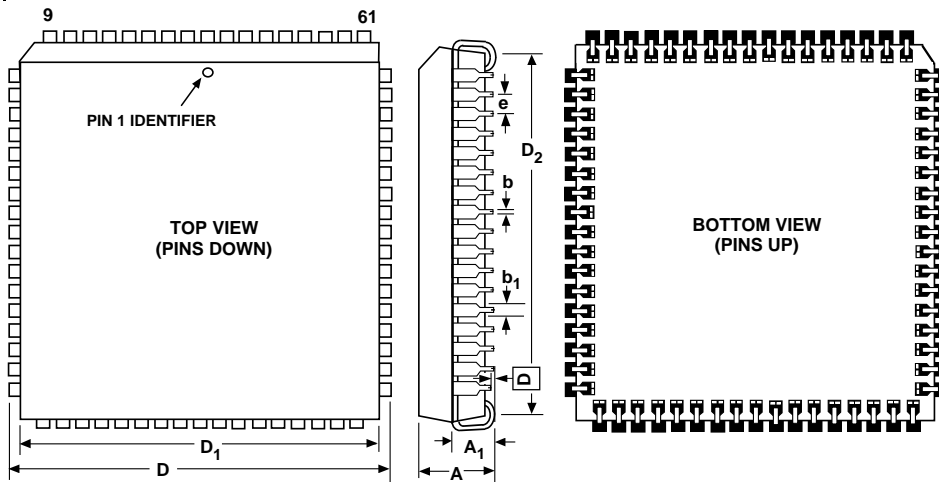 9
61
PIN 1 IDENTIFIER
TOP VIEW
(PINS DOWN)
D1
D
e
D2
b
b1
D
A1
A
BOTTOM VIEW
(PINS UP)